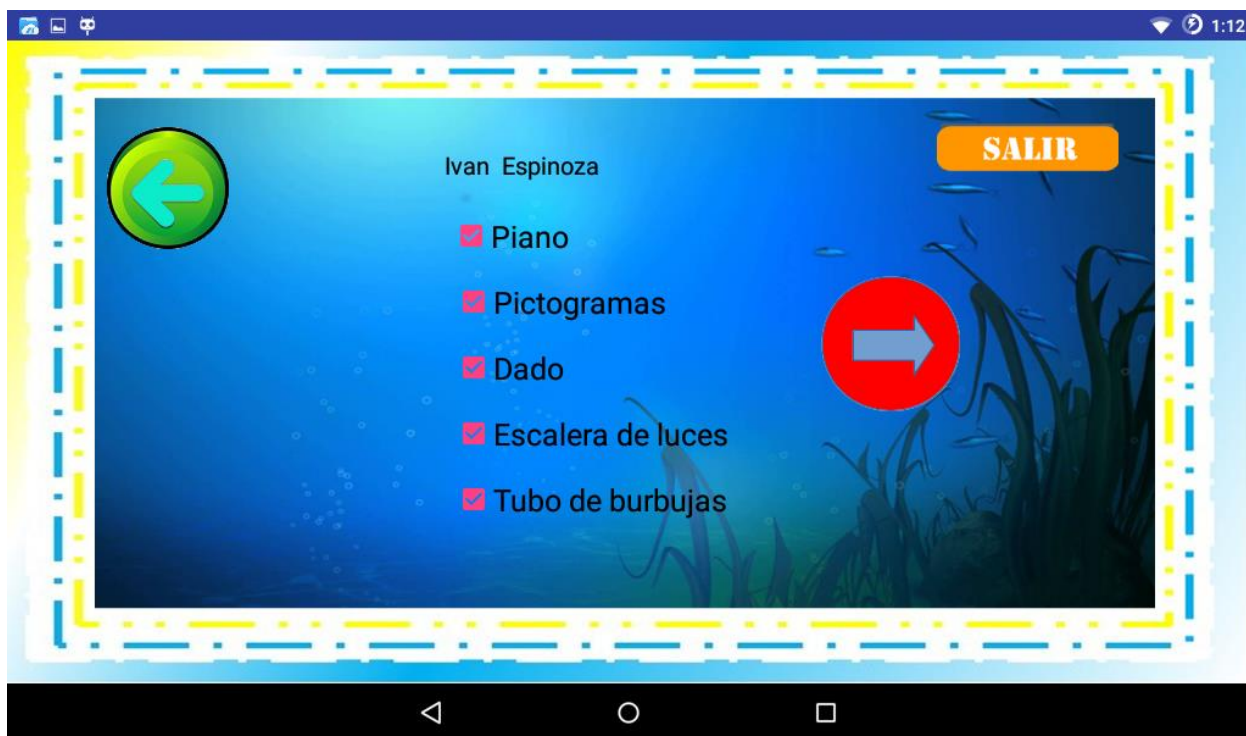 1:12
SALIR
Ivan Espinoza
Piano
Pictogramas
Dado
Escalera de luces
Tubo de burbujas